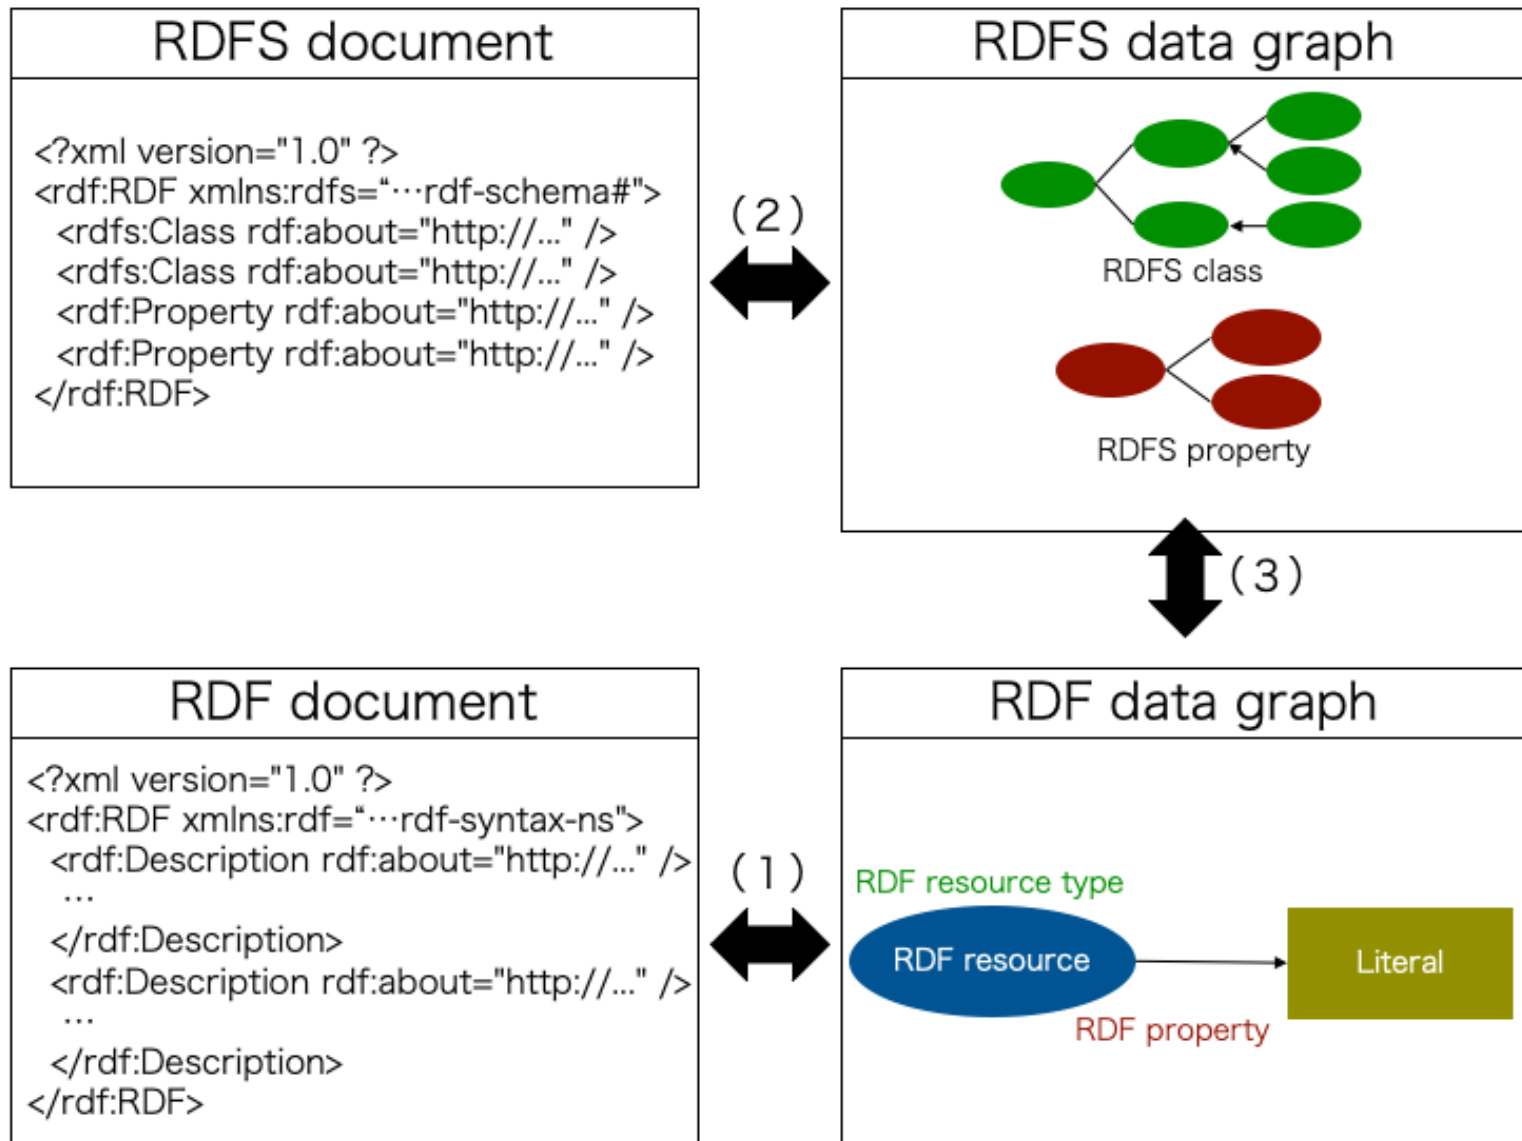 RDFS document
<?xml version="1.0" ?>
<rdf:RDF xmlns:rdfs=“…rdf-schema#">
<rdfs:Class rdf:about="http://..." />
<rdfs:Class rdf:about="http://..." />
<rdf:Property rdf:about="http://..." />
<rdf:Property rdf:about="http://..." />
</rdf:RDF>
(2)
RDFS data graph
RDFS class
RDFS property
(3)
RDF document
<?xml version="1.0" ?>
<rdf:RDF xmlns:rdf=“…rdf-syntax-ns">
<rdf:Description rdf:about="http://..." />
…
</rdf:Description>
<rdf:Description rdf:about="http://..." />
…
</rdf:Description>
</rdf:RDF>
(1)
RDF data graph
RDF resource type
RDF resource
Literal
RDF property